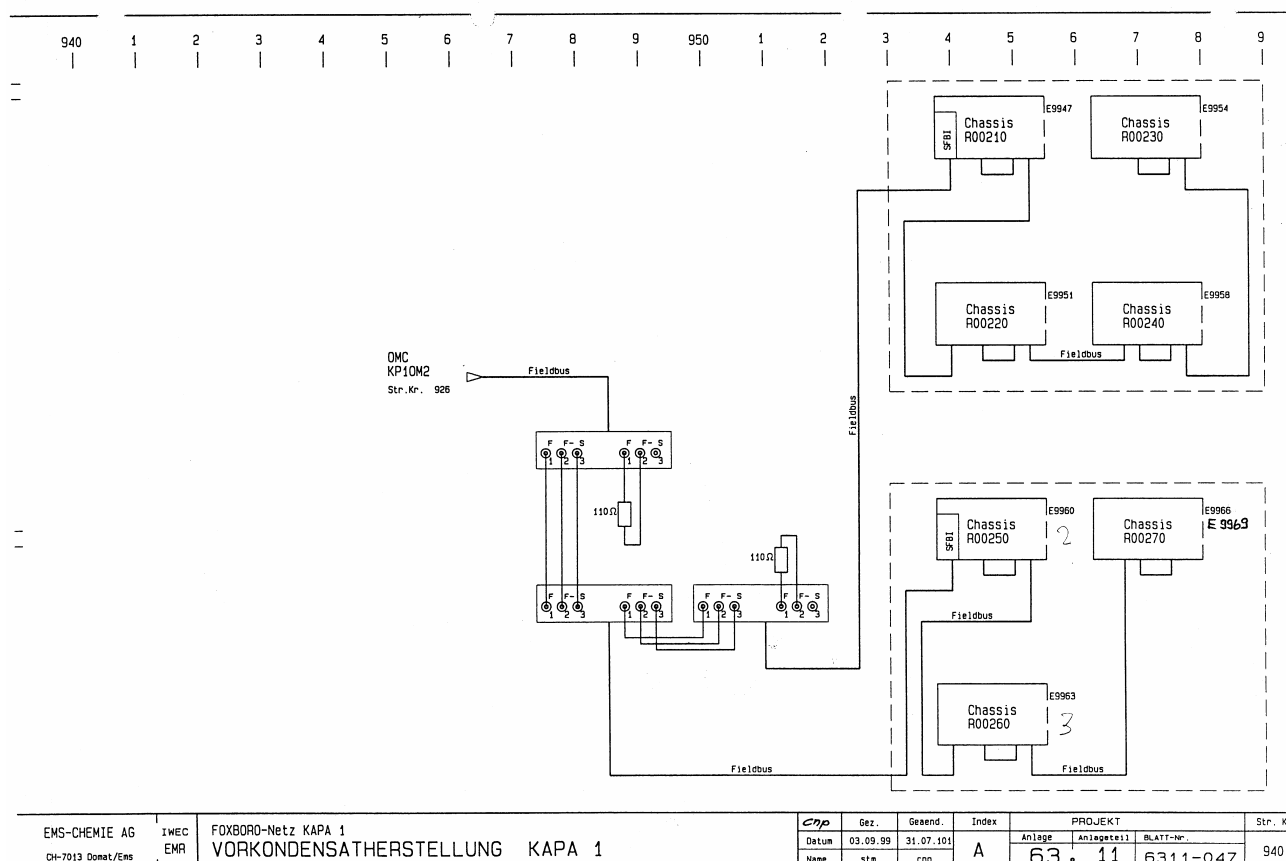 940 1 2 3 4 5 6 7 8 9 950 1 2 3 4 5 6 7 8 9
Chassis
R00210
SFBI
E9947
Chassis
R00230
E9954
Chassis
R00220
E9951
Chassis
R00240
E9958
Fieldbus
OMC
KP10M2
Str.Kr. 926
Fieldbus
Fieldbus
F F- S F F- S
1 2 3 1 2 3
110Ω
110Ω
F F- S F F- S
1 2 3 1 2 3
F F- S F F- S
1 2 3 1 2 3
Chassis
R00250
SFBI
E9960
2
Chassis
R00270
E9966
E 9969
Fieldbus
Chassis
R00260
E9963
3
Fieldbus
Fieldbus
EMS-CHEMIE AG
CH-7013 Domat/Ems
IWEC
EMR
FOXBORO-Netz KAPA 1
VORKONDENSATHERSTELLUNG KAPA 1
cnp Gez. Geaend. Index PROJEKT Str. K
Datum 03.09.99 31.07.101 A Anlage Anlageteil BLATT-Nr.
Name stm cnp 63. 11 6311-047 940